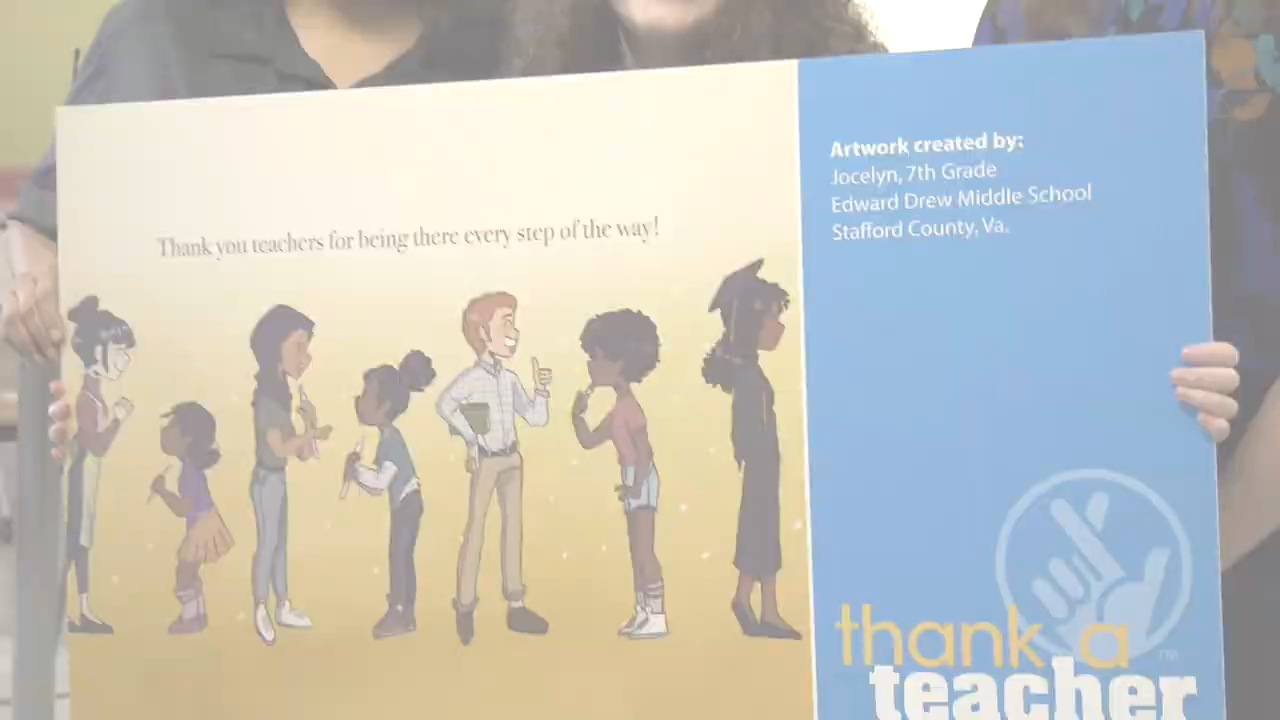 Thank you teachers for being there every step of the way!
Artwork created by:
Jocelyn, 7th Grade
Edward Drew Middle School
Stafford County, Va.
thank a
teacher
TM